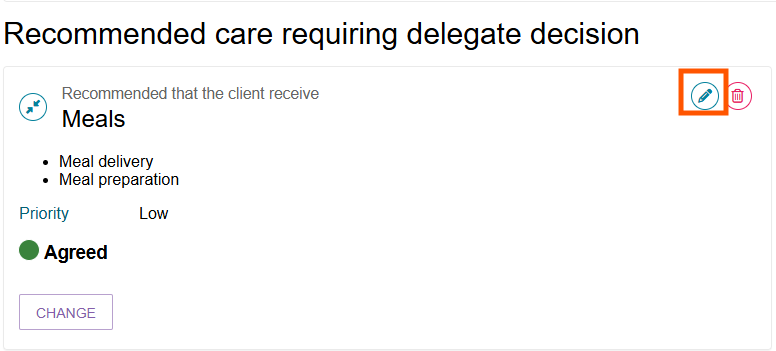 Recommended care requiring delegate decision
Recommended that the client receive
Meals
Meal delivery
Meal preparation
Priority Low
Agreed
CHANGE